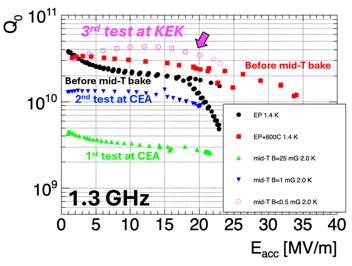 Q₀
10¹¹
3rd test at KEK
Before mid-T bake
Before mid-T bake
2nd test at CEA
10¹⁰
EP 1.4 K
EP+600C 1.4 K
mid-T B=25 mG 2.0 K
mid-T B=1 mG 2.0 K
mid-T B<0.5 mG 2.0 K
1st test at CEA
10⁹
1.3 GHz
0 5 10 15 20 25 30 35 40
Eacc [MV/m]